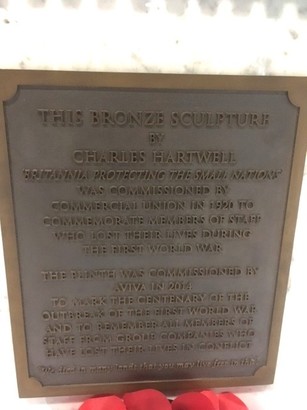 THIS BRONZE SCULPTURE
BY
CHARLES HARTWELL
BRITANNIA PROTECTING THE SMALL NATIONS
WAS COMMISSIONED BY
COMMERCIAL UNION IN 1920 TO
COMMEMORATE MEMBERS OF STAFF
WHO LOST THEIR LIVES DURING
THE FIRST WORLD WAR
THE PLINTH WAS COMMISSIONED BY
AVIVA IN 2014
TO MARK THE CENTENARY OF THE
OUTBREAK OF THE FIRST WORLD WAR
AND TO REMEMBER ALL MEMBERS OF
STAFF FROM GROUP COMPANIES WHO
HAVE LOST THEIR LIVES IN CONFLICT